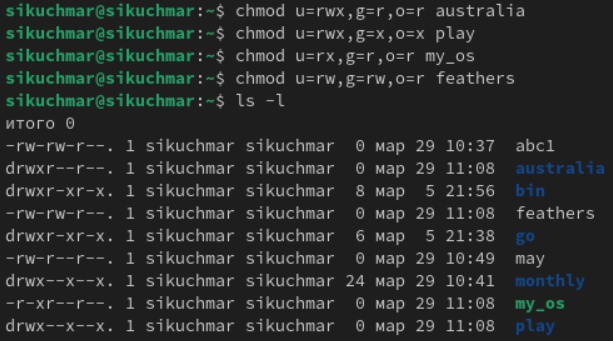 sikuchmar@sikuchmar:~$ chmod u=rwx,g=r,o=r australia
sikuchmar@sikuchmar:~$ chmod u=rwx,g=x,o=x play
sikuchmar@sikuchmar:~$ chmod u=rx,g=r,o=r my_os
sikuchmar@sikuchmar:~$ chmod u=rw,g=rw,o=r feathers
sikuchmar@sikuchmar:~$ ls -l
итого 0
-rw-rw-r--. 1 sikuchmar sikuchmar  0 мар 29 10:37  abc1
drwxr--r--. 1 sikuchmar sikuchmar  0 мар 29 11:08  australia
drwxr-xr-x. 1 sikuchmar sikuchmar  8 мар  5 21:56  bin
-rw-rw-r--. 1 sikuchmar sikuchmar  0 мар 29 11:08  feathers
drwxr-xr-x. 1 sikuchmar sikuchmar  6 мар  5 21:38  go
-rw-r--r--. 1 sikuchmar sikuchmar  0 мар 29 10:49  may
drwx--x--x. 1 sikuchmar sikuchmar 24 мар 29 10:41  monthly
-r-xr--r--. 1 sikuchmar sikuchmar  0 мар 29 11:08  my_os
drwx--x--x. 1 sikuchmar sikuchmar  0 мар 29 11:08  play